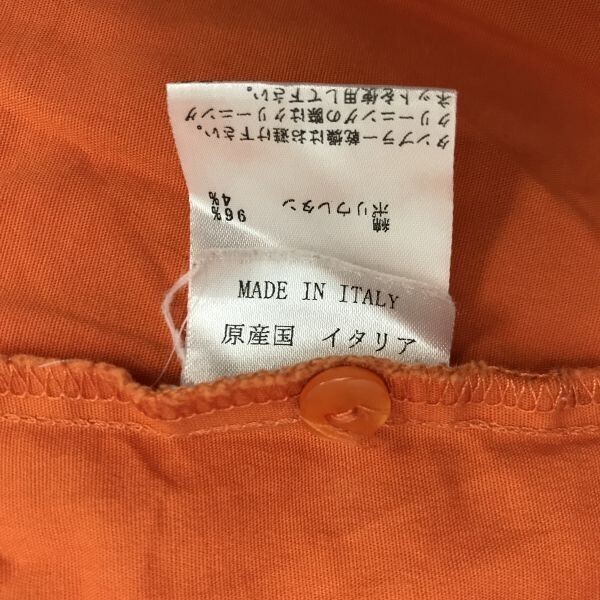 綿 96%
ポリウレタン 4%
タンブラー乾燥はお避け下さい。
クリーニングの際はクリーニング
ネットを使用して下さい。
MADE IN ITALY
原産国 イタリア